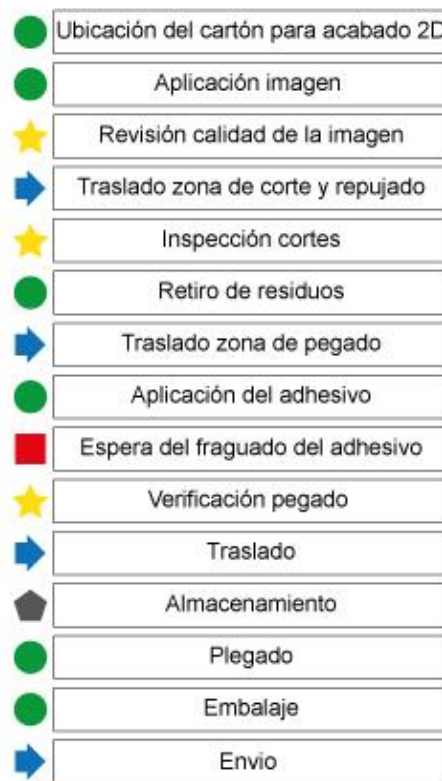 Ubicación del cartón para acabado 2D
Aplicación imagen
Revisión calidad de la imagen
Traslado zona de corte y repujado
Inspección cortes
Retiro de residuos
Traslado zona de pegado
Aplicación del adhesivo
Espera del fraguado del adhesivo
Verificación pegado
Traslado
Almacenamiento
Plegado
Embalaje
Envio